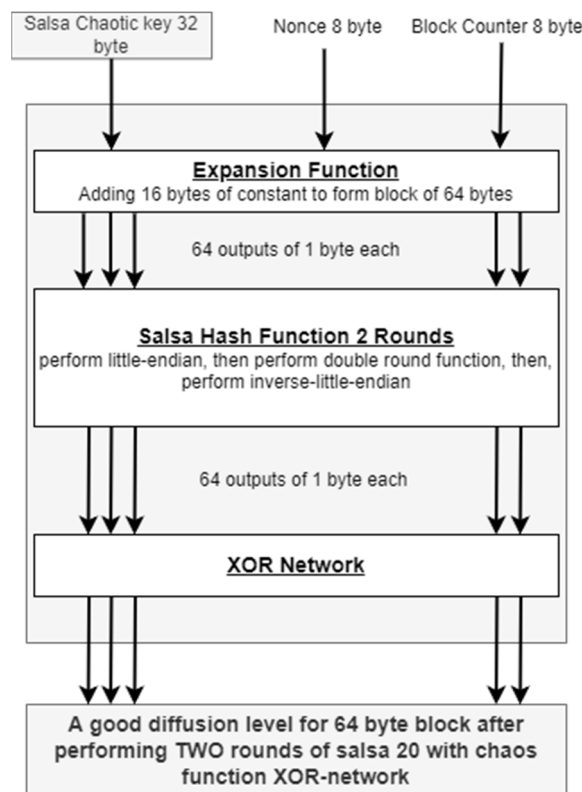 Salsa Chaotic key 32
byte
Nonce 8 byte
Block Counter 8 byte
Expansion Function
Adding 16 bytes of constant to form block of 64 bytes
64 outputs of 1 byte each
Salsa Hash Function 2 Rounds
perform little-endian, then perform double round function, then,
perform inverse-little-endian
64 outputs of 1 byte each
XOR Network
A good diffusion level for 64 byte block after
performing TWO rounds of salsa 20 with chaos
function XOR-network